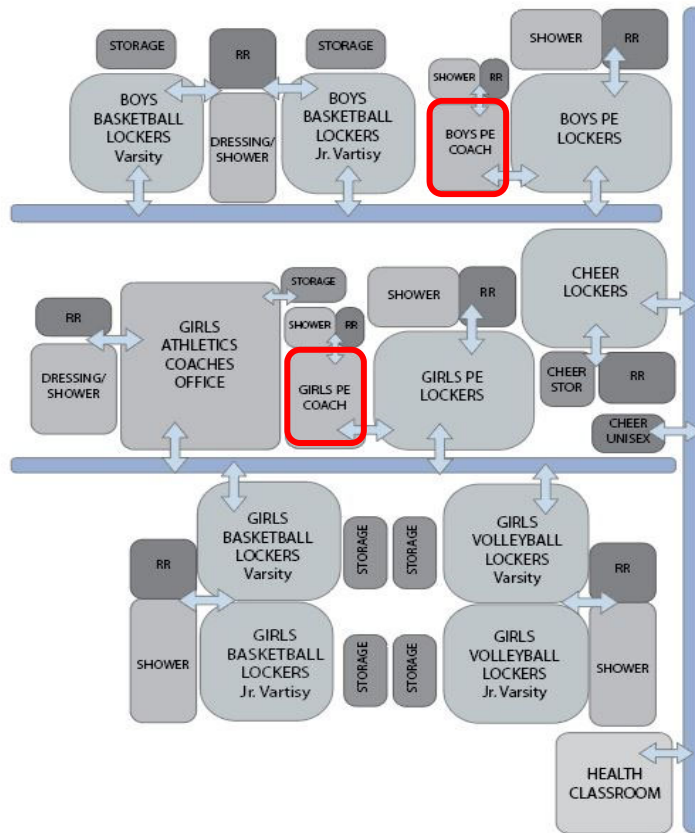 STORAGE
RR
STORAGE
SHOWER
RR
SHOWER
RR
BOYS
BASKETBALL
LOCKERS
Varsity
DRESSING/
SHOWER
BOYS
BASKETBALL
LOCKERS
Jr. Vartisy
BOYS PE
COACH
BOYS PE
LOCKERS
STORAGE
CHEER
LOCKERS
RR
GIRLS
ATHLETICS
COACHES
OFFICE
SHOWER
RR
SHOWER
RR
DRESSING/
SHOWER
GIRLS PE
COACH
GIRLS PE
LOCKERS
CHEER
STOR
RR
CHEER
UNISEX
GIRLS
BASKETBALL
LOCKERS
Varsity
STORAGE
STORAGE
GIRLS
VOLLEYBALL
LOCKERS
Varsity
RR
RR
SHOWER
GIRLS
BASKETBALL
LOCKERS
Jr. Vartisy
STORAGE
STORAGE
GIRLS
VOLLEYBALL
LOCKERS
Jr. Varsity
SHOWER
HEALTH
CLASSROOM